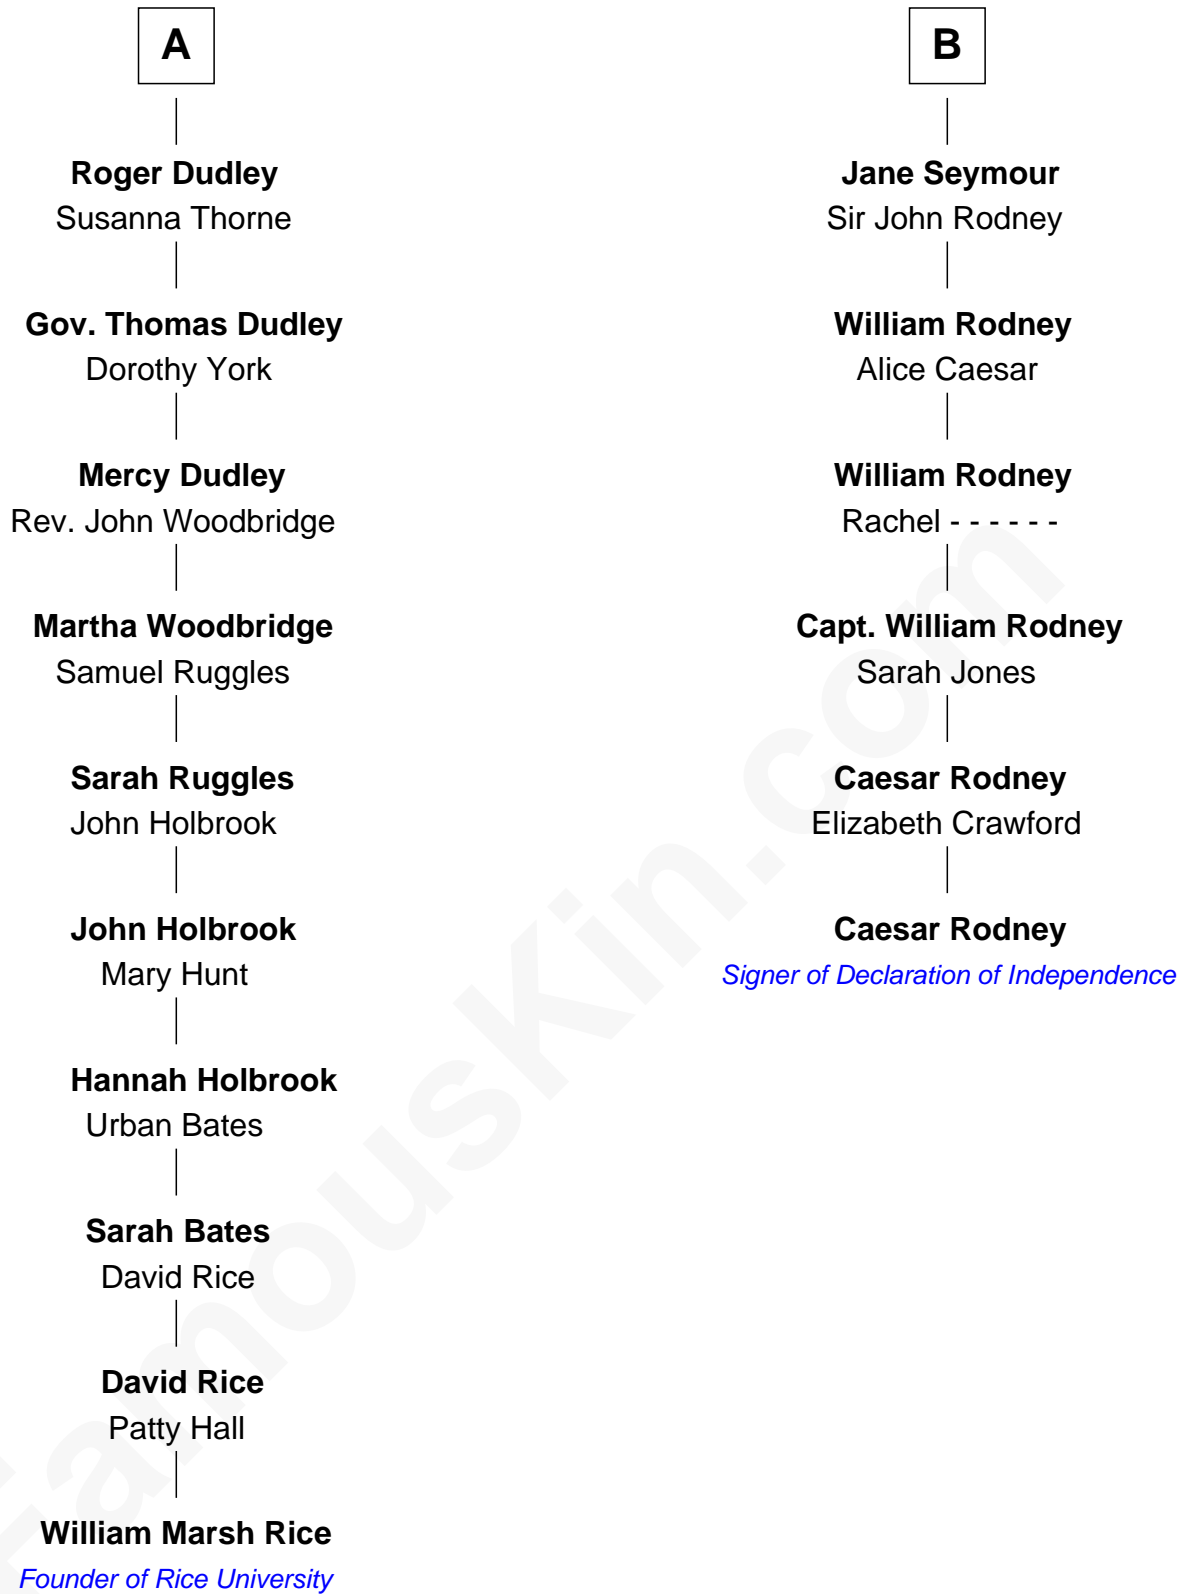 A
Roger Dudley
Susanna Thorne
Gov. Thomas Dudley
Dorothy York
Mercy Dudley
Rev. John Woodbridge
Martha Woodbridge
Samuel Ruggles
Sarah Ruggles
John Holbrook
John Holbrook
Mary Hunt
Hannah Holbrook
Urban Bates
Sarah Bates
David Rice
David Rice
Patty Hall
William Marsh Rice
Founder of Rice University
B
Jane Seymour
Sir John Rodney
William Rodney
Alice Caesar
William Rodney
Rachel - - - - - -
Capt. William Rodney
Sarah Jones
Caesar Rodney
Elizabeth Crawford
Caesar Rodney
Signer of Declaration of Independence
FamousKin.com